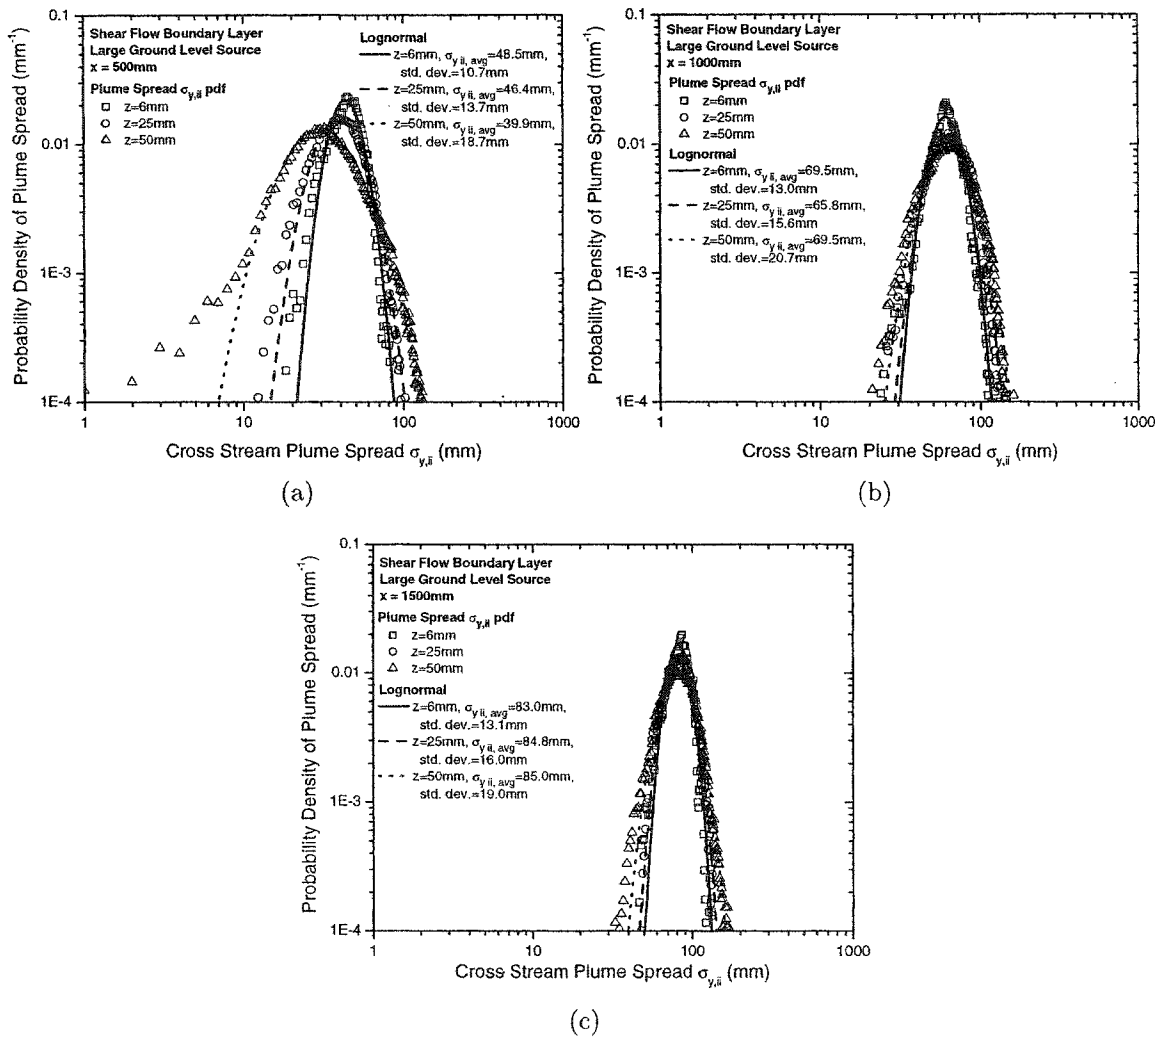 0.1
Shear Flow Boundary Layer
Large Ground Level Source
x = 500mm
Plume Spread σy,ii pdf
z=6mm
z=25mm
z=50mm
Lognormal
z=6mm, σy ii, avg=48.5mm,
std. dev.=10.7mm
z=25mm, σy ii, avg=46.4mm,
std. dev.=13.7mm
z=50mm, σy ii, avg=39.9mm,
std. dev.=18.7mm
0.01
1E-3
1E-4
Probability Density of Plume Spread (mm-1)
1 10 100 1000
Cross Stream Plume Spread σy,ii (mm)
(a)
0.1
Shear Flow Boundary Layer
Large Ground Level Source
x = 1000mm
Plume Spread σy,ii pdf
z=6mm
z=25mm
z=50mm
Lognormal
z=6mm, σy ii, avg=69.5mm,
std. dev.=13.0mm
z=25mm, σy ii, avg=65.8mm,
std. dev.=15.6mm
z=50mm, σy ii, avg=69.5mm,
std. dev.=20.7mm
0.01
1E-3
1E-4
Probability Density of Plume Spread (mm-1)
1 10 100 1000
Cross Stream Plume Spread σy,ii (mm)
(b)
0.1
Shear Flow Boundary Layer
Large Ground Level Source
x = 1500mm
Plume Spread σy,ii pdf
z=6mm
z=25mm
z=50mm
Lognormal
z=6mm, σy ii, avg=83.0mm,
std. dev.=13.1mm
z=25mm, σy ii, avg=84.8mm,
std. dev.=16.0mm
z=50mm, σy ii, avg=85.0mm,
std. dev.=19.0mm
0.01
1E-3
1E-4
Probability Density of Plume Spread (mm-1)
1 10 100 1000
Cross Stream Plume Spread σy,ii (mm)
(c)